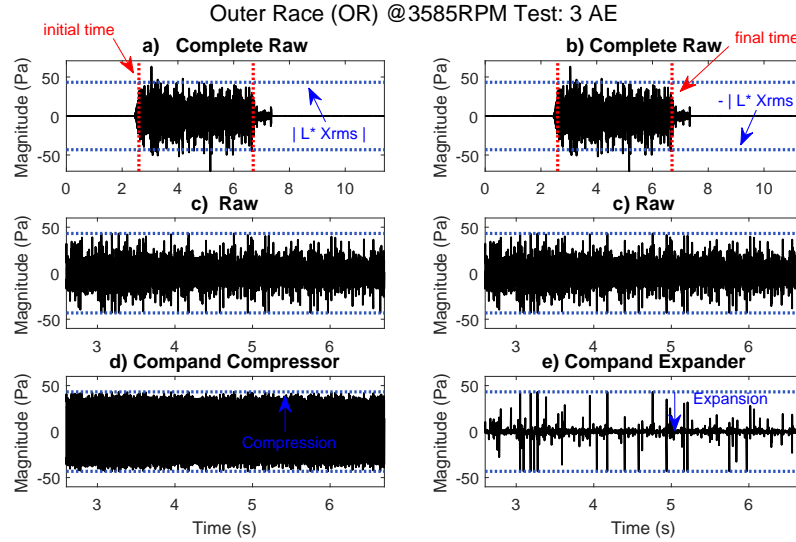 Outer Race (OR) @3585RPM Test: 3 AE
initial time
final time
a) Complete Raw
b) Complete Raw
Magnitude (Pa)
50
0
-50
| L* Xrms |
0 2 4 6 8 10
Magnitude (Pa)
50
0
-50
- | L* Xrms |
0 2 4 6 8 10
c) Raw
c) Raw
Magnitude (Pa)
50
0
-50
3 4 5 6
Magnitude (Pa)
50
0
-50
3 4 5 6
d) Compand Compressor
e) Compand Expander
Magnitude (Pa)
50
0
-50
Compression
3 4 5 6
Time (s)
Magnitude (Pa)
50
0
-50
Expansion
3 4 5 6
Time (s)